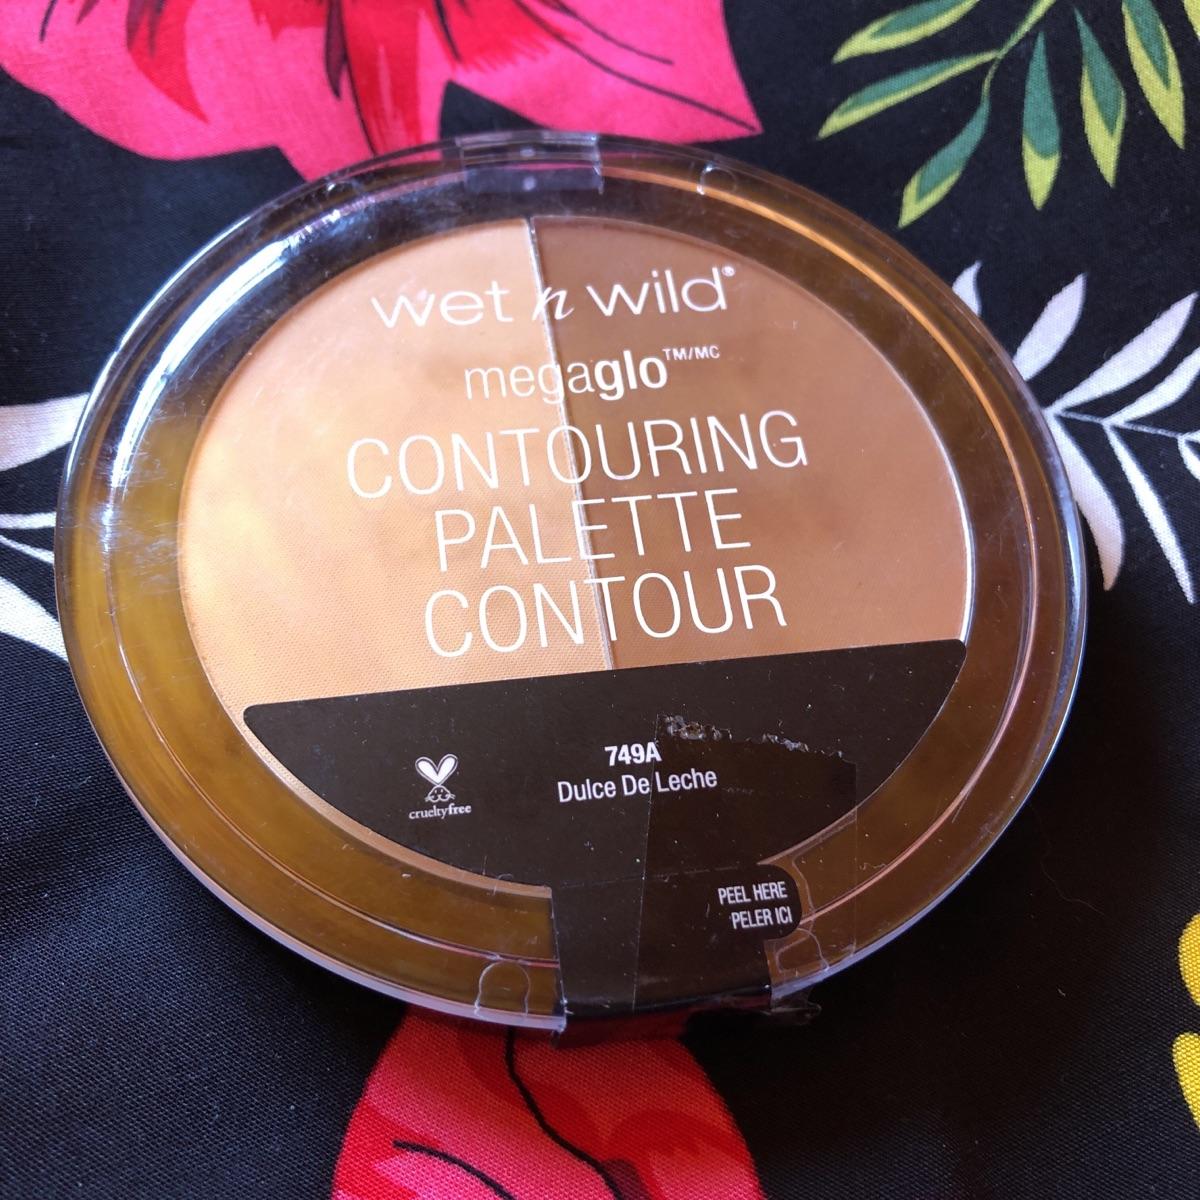 wet n wild®
megaglo™/MC
CONTOURING
PALETTE
CONTOUR
749A
Dulce De Leche
crueltyfree
PEEL HERE
PELER ICI